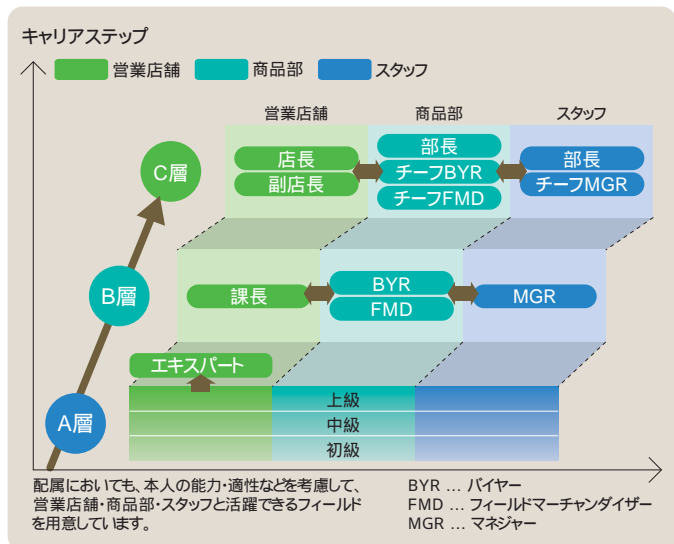 キャリアステップ
営業店舗 商品部 スタッフ
営業店舗 商品部 スタッフ
C層
店長
副店長
部長
チーフBYR
チーフFMD
部長
チーフMGR
B層
課長
BYR
FMD
MGR
エキスパート
A層
上級
中級
初級
配属においても、本人の能力・適性などを考慮して、
営業店舗・商品部・スタッフと活躍できるフィールド
を用意しています。
BYR … バイヤー
FMD … フィールドマーチャンダイザー
MGR … マネジャー